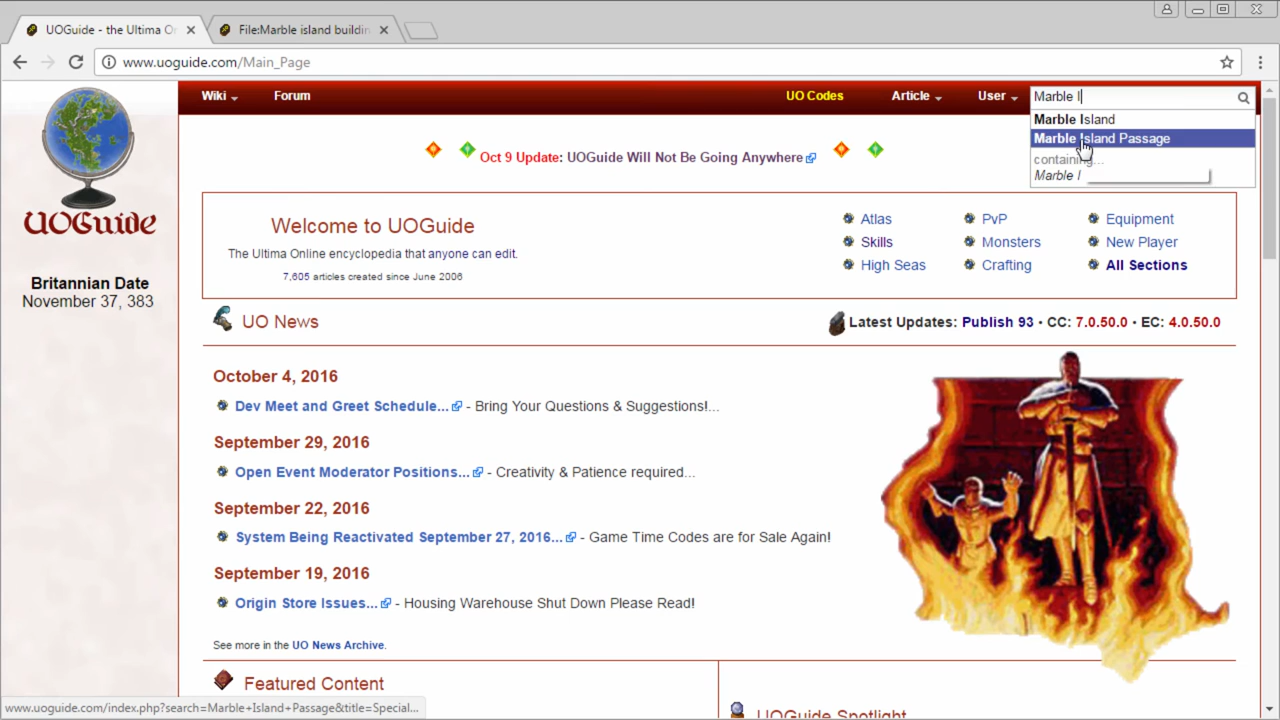 UOGuide - the Ultima O
File:Marble island buildin
www.uoguide.com/Main_Page
Wiki
Forum
UO Codes
Article
User
Marble I
Marble Island
Marble Island Passage
containing...
Marble I
UOGuide
Britannian Date
November 37, 383
Oct 9 Update: UOGuide Will Not Be Going Anywhere
Welcome to UOGuide
The Ultima Online encyclopedia that anyone can edit.
7,605 articles created since June 2006
Atlas
PvP
Equipment
Skills
Monsters
New Player
High Seas
Crafting
All Sections
UO News
Latest Updates: Publish 93 • CC: 7.0.50.0 • EC: 4.0.50.0
October 4, 2016
Dev Meet and Greet Schedule... - Bring Your Questions & Suggestions!...
September 29, 2016
Open Event Moderator Positions... - Creativity & Patience required...
September 22, 2016
System Being Reactivated September 27, 2016... - Game Time Codes are for Sale Again!
September 19, 2016
Origin Store Issues... - Housing Warehouse Shut Down Please Read!
See more in the UO News Archive.
Featured Content
UOGuide Spotlight
www.uoguide.com/index.php?search=Marble+Island+Passage&title=Special...